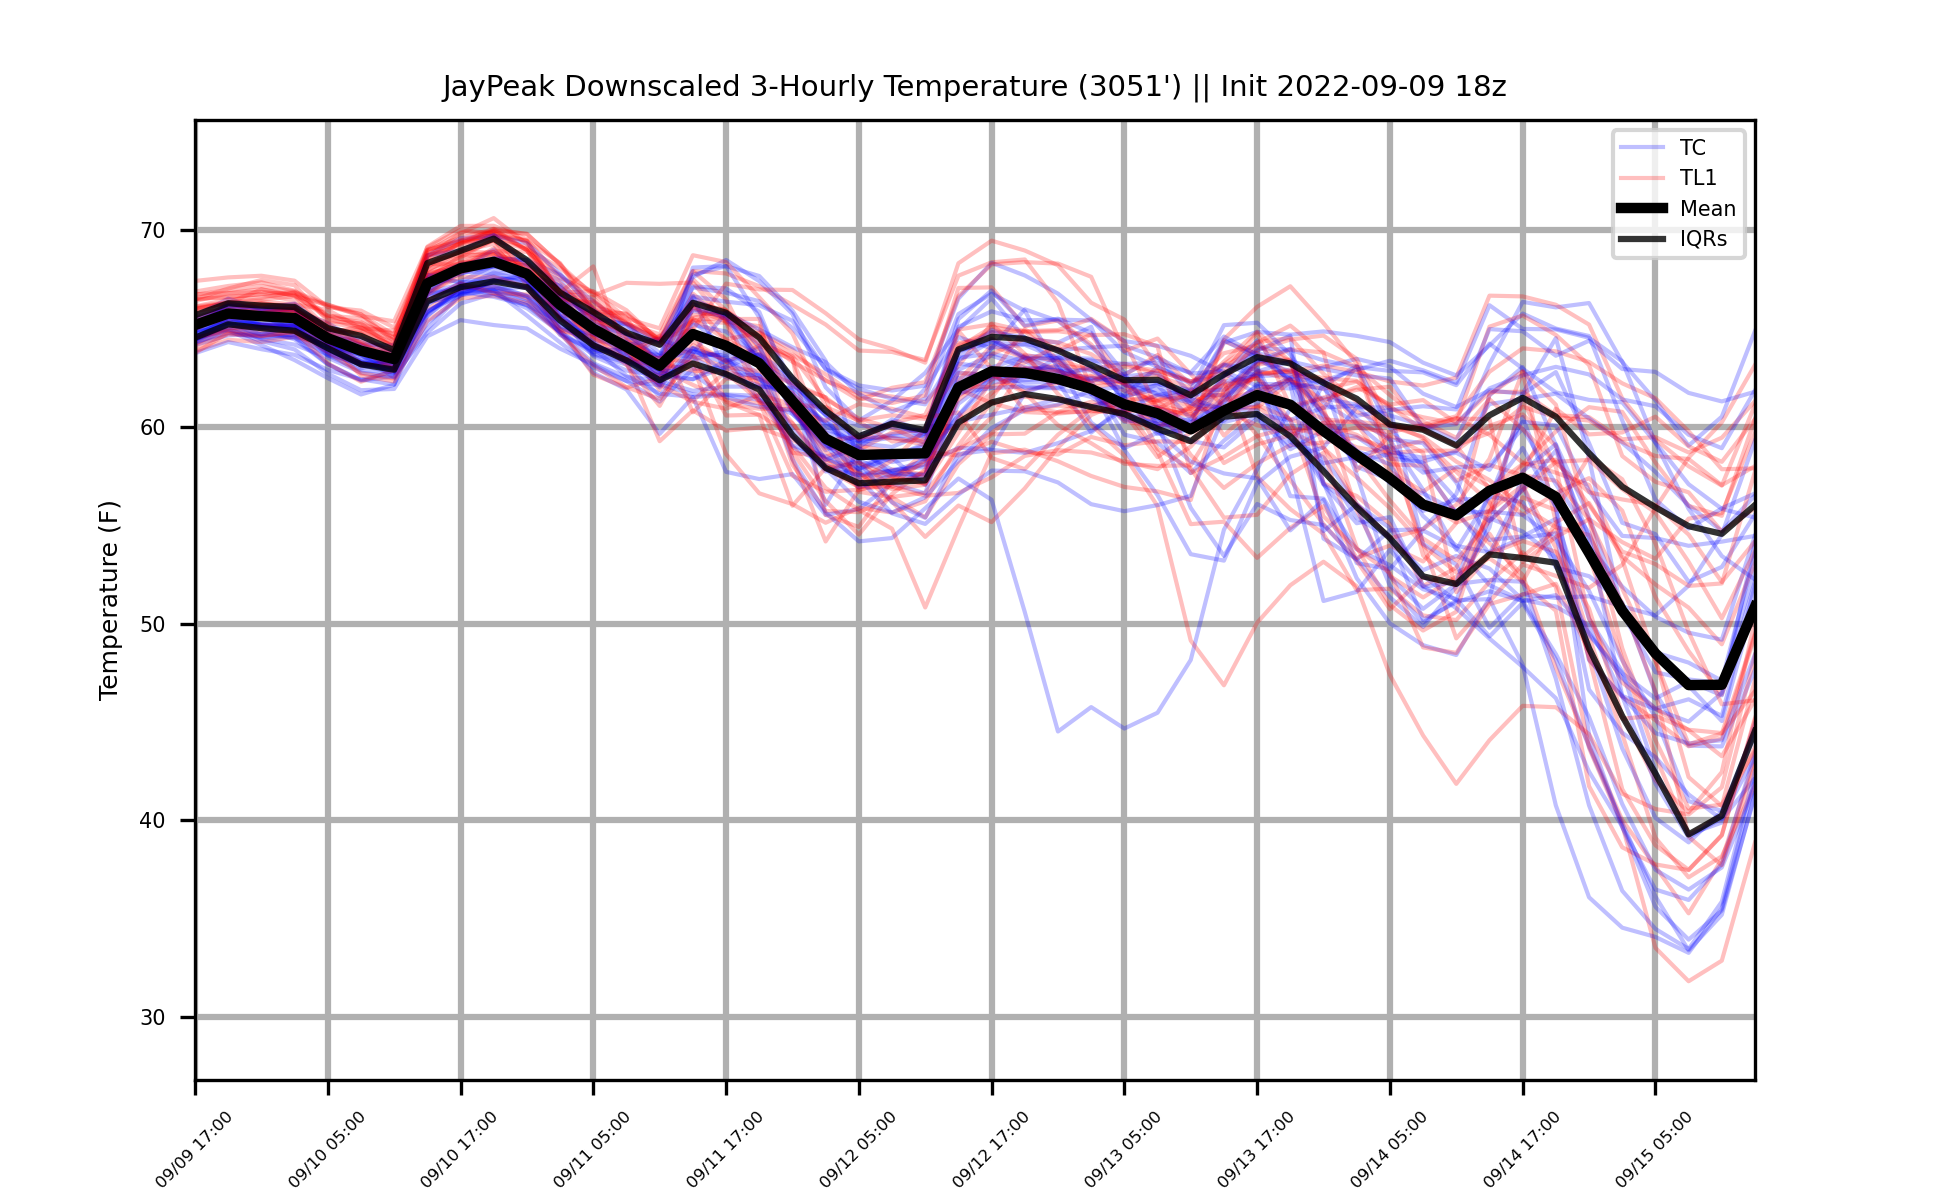 JayPeak Downscaled 3-Hourly Temperature (3051') || Init 2022-09-09 18z
TC
TL1
Mean
IQRs
Temperature (F)
70
60
50
40
30
09/09 17:00
09/10 05:00
09/10 17:00
09/11 05:00
09/11 17:00
09/12 05:00
09/12 17:00
09/13 05:00
09/13 17:00
09/14 05:00
09/14 17:00
09/15 05:00